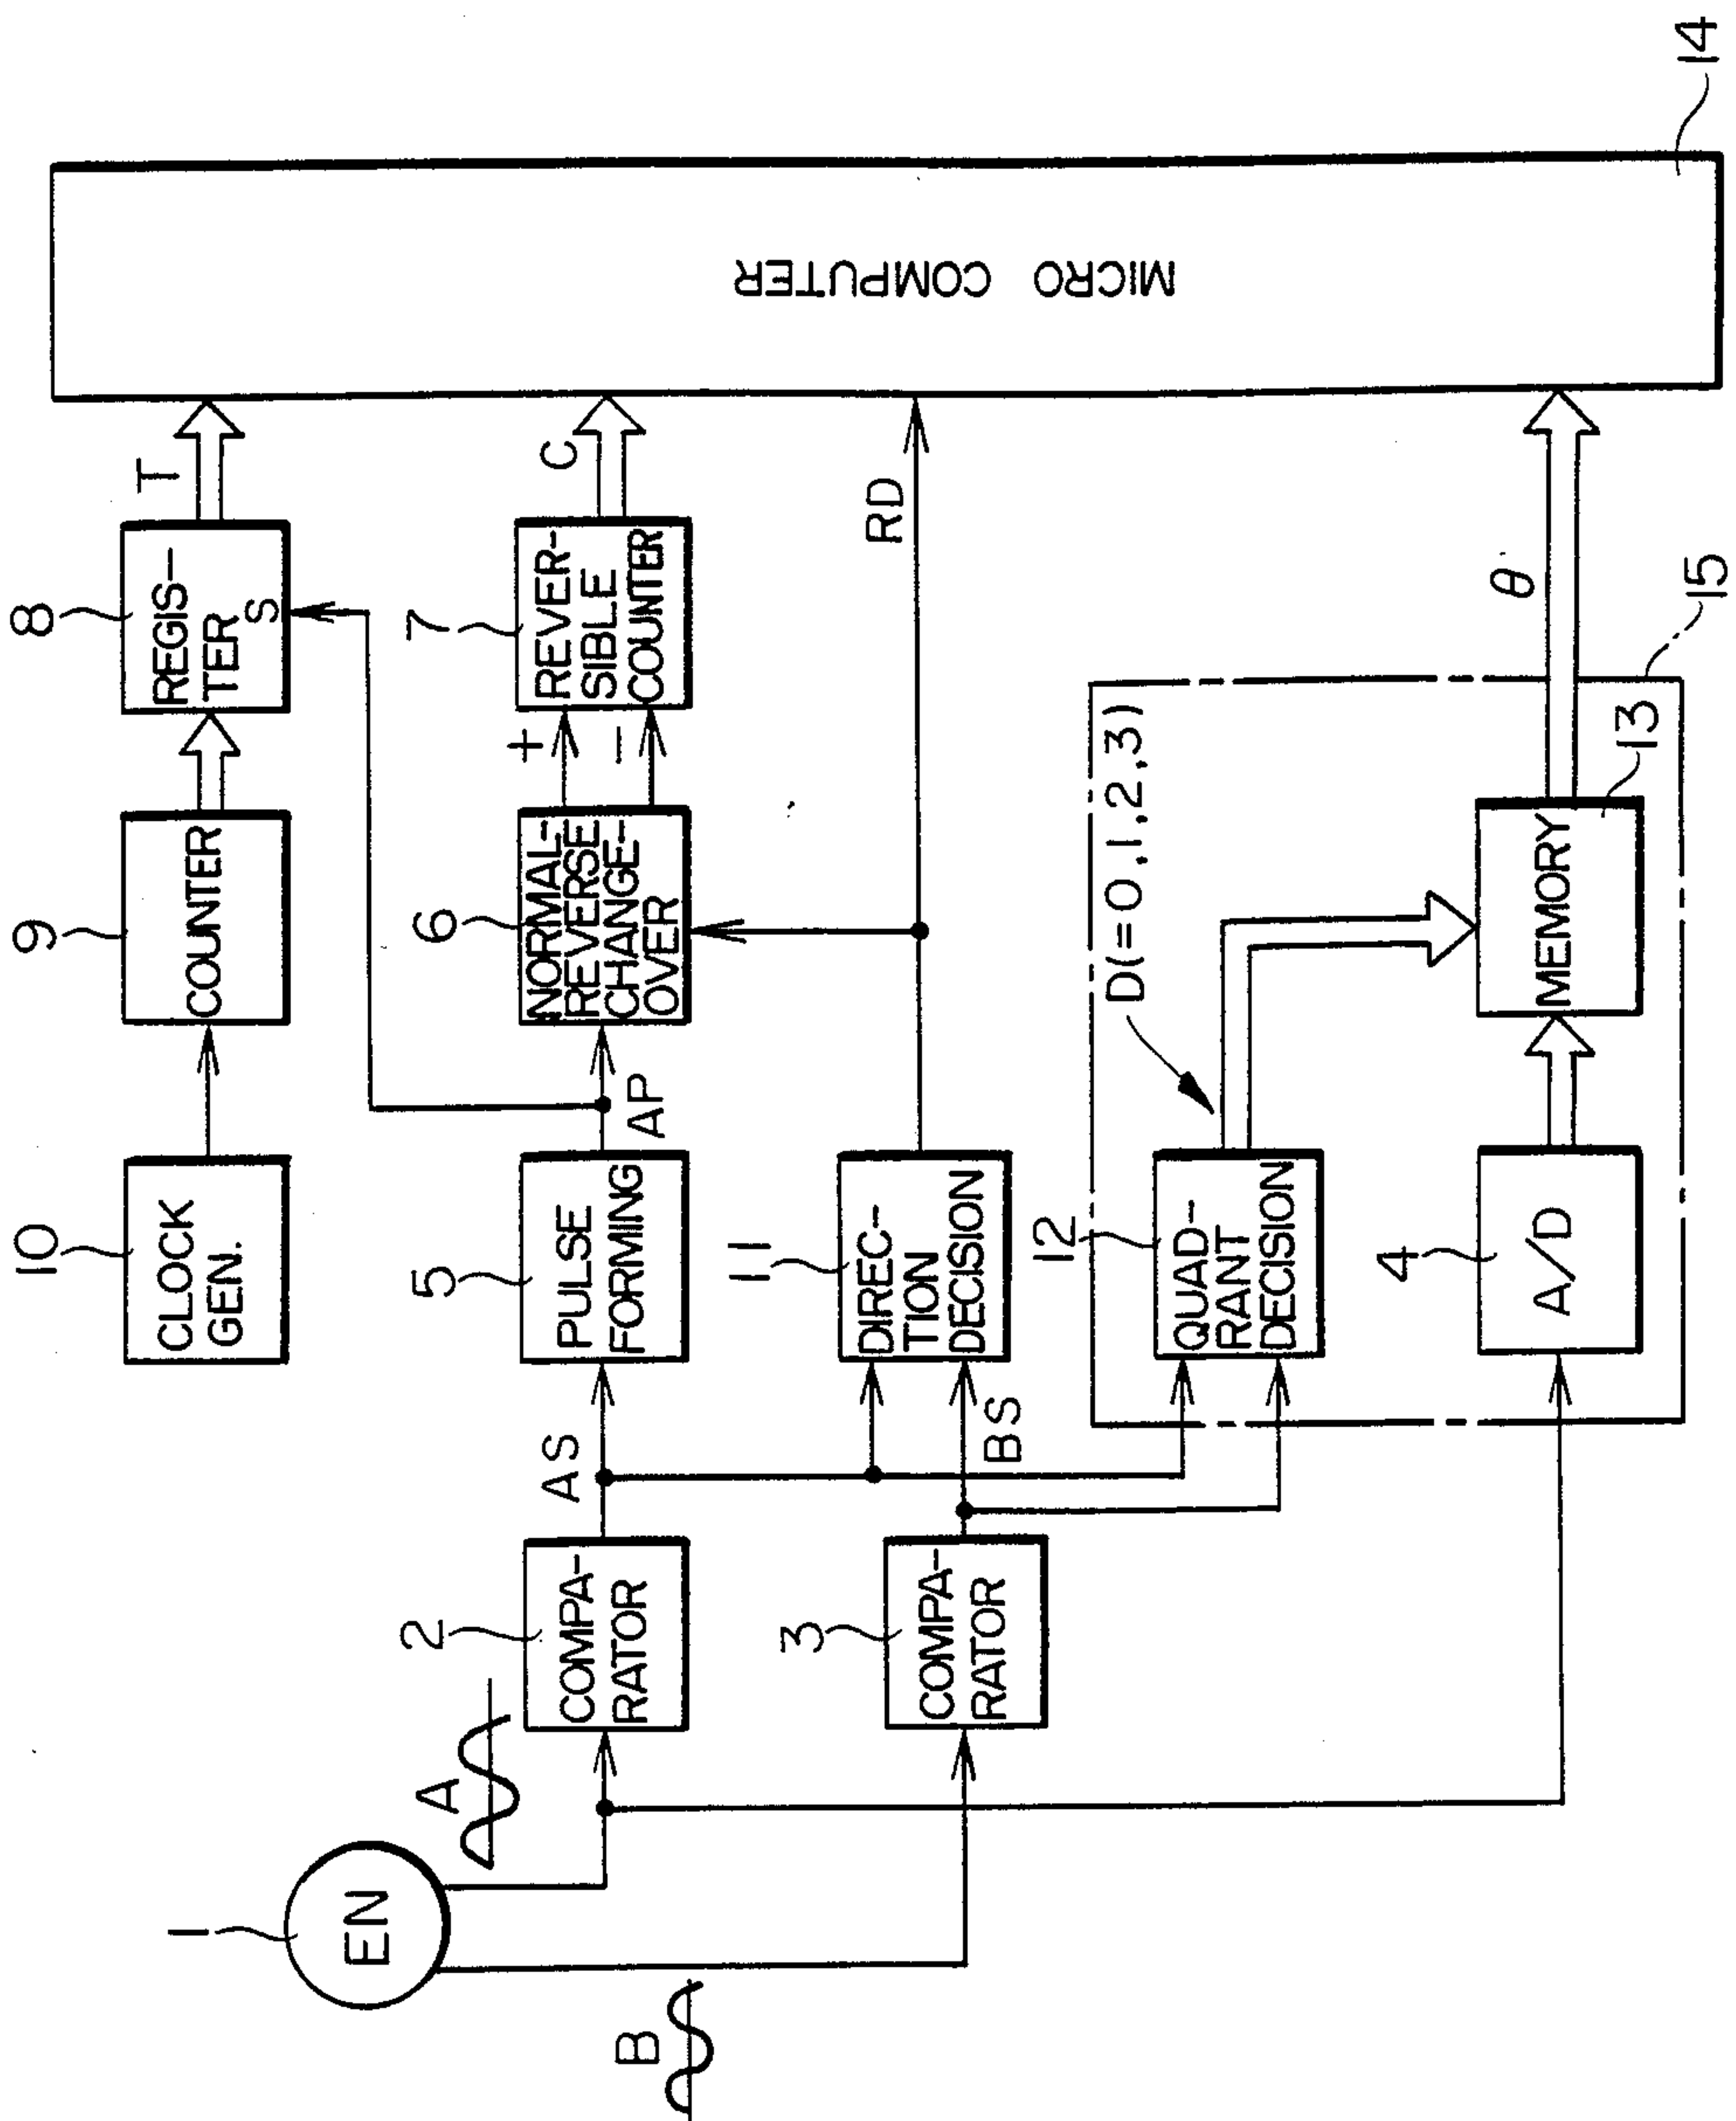 10
CLOCK
GEN.
9
COUNTER
8
REGIS-
TER
S
T
1
EN
A
B
2
COMPA-
RATOR
AS
5
PULSE
FORMING
AP
6
NORMAL-
REVERSE
CHANGE-
OVER
+
−
7
REVER-
SIBLE
COUNTER
C
3
COMPA-
RATOR
BS
11
DIREC-
TION
DECISION
RD
12
QUAD-
RANT
DECISION
D(=0,1,2,3)
4
A/D
13
MEMORY
θ
15
MICRO COMPUTER
14